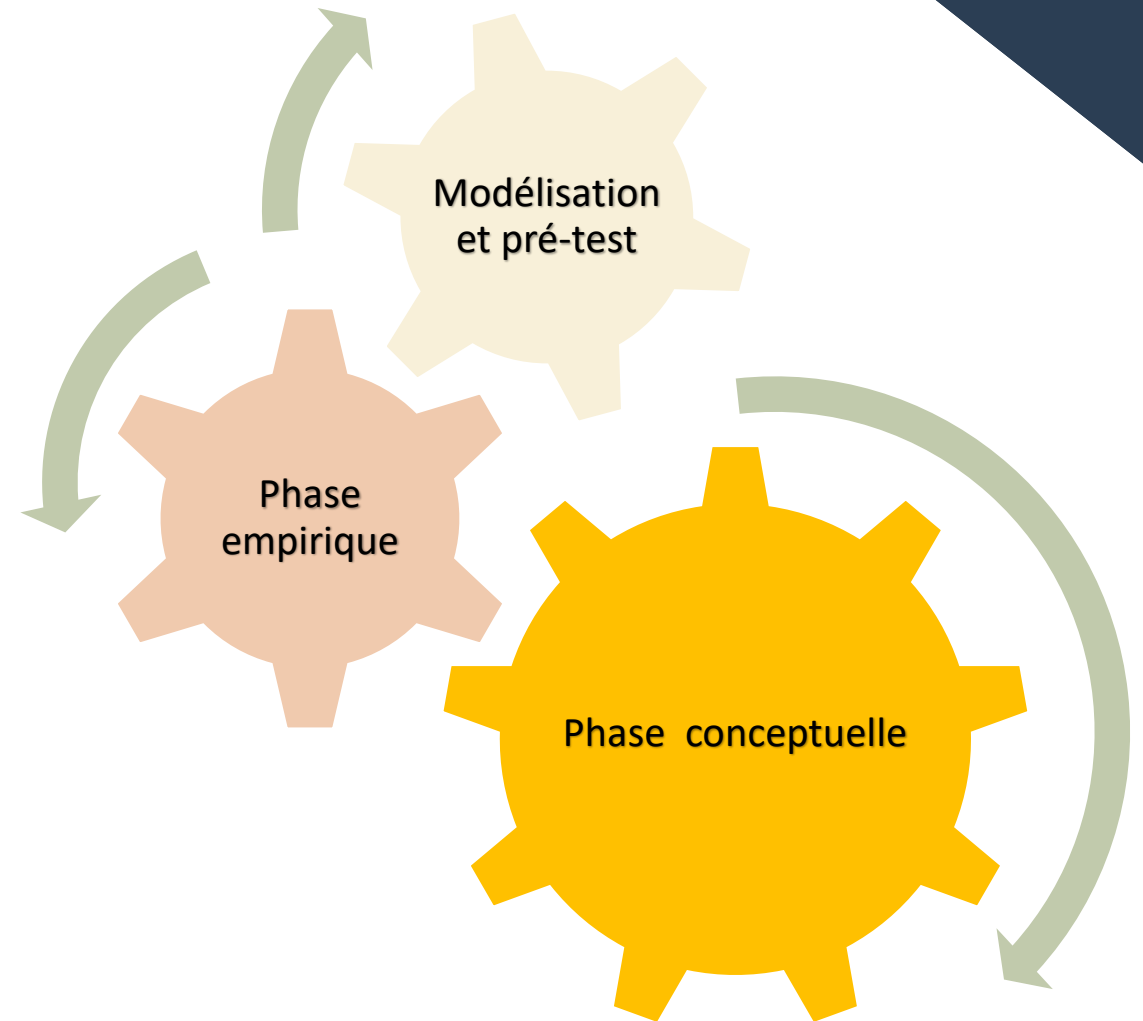 Modélisation
et pré-test
Phase
empirique
Phase  conceptuelle